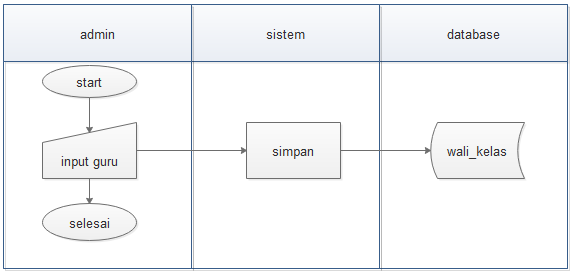 admin
sistem
database
start
input guru
simpan
wali_kelas
selesai